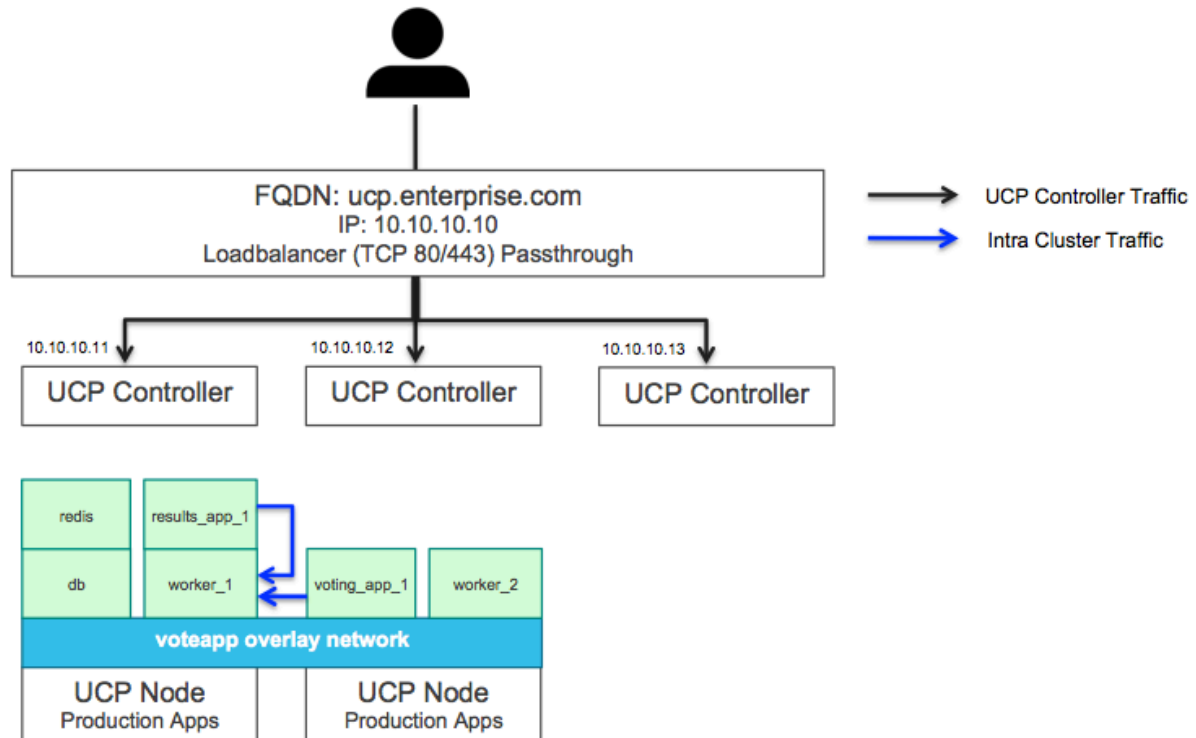 FQDN: ucp.enterprise.com
IP: 10.10.10.10
Loadbalancer (TCP 80/443) Passthrough
UCP Controller Traffic
Intra Cluster Traffic
10.10.10.11
10.10.10.12
10.10.10.13
UCP Controller
UCP Controller
UCP Controller
redis
results_app_1
db
worker_1
voting_app_1
worker_2
voteapp overlay network
UCP Node
Production Apps
UCP Node
Production Apps